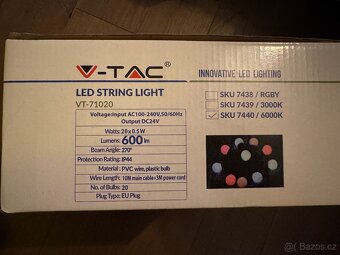 V-TAC
INNOVATIVE LED LIGHTING
LED STRING LIGHT
VT-71020
Voltage:Input AC100-240V,50/60Hz
Output DC24V
Watts: 20 x 0.5 W
Lumens: 600 lm
Beam Angle: 270°
Protection Rating: IP44
Material: PVC wire, plastic bulb
Wire Length: 10M main cable+3M power cord
No. of Bulbs: 20
Plug Type: EU Plug
SKU 7438 / RGBY
SKU 7439 / 3000K
SKU 7440 / 6000K
Bazos.cz